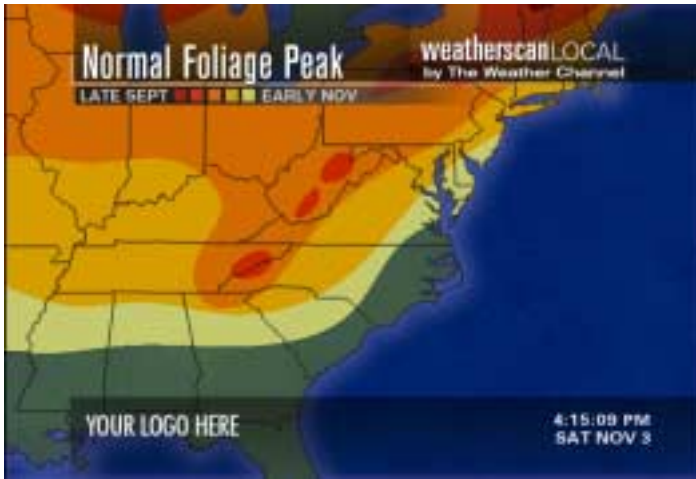 Normal Foliage Peak
LATE SEPT EARLY NOV
weatherscanLOCAL
by The Weather Channel
YOUR LOGO HERE
4:15:09 PM
SAT NOV 3